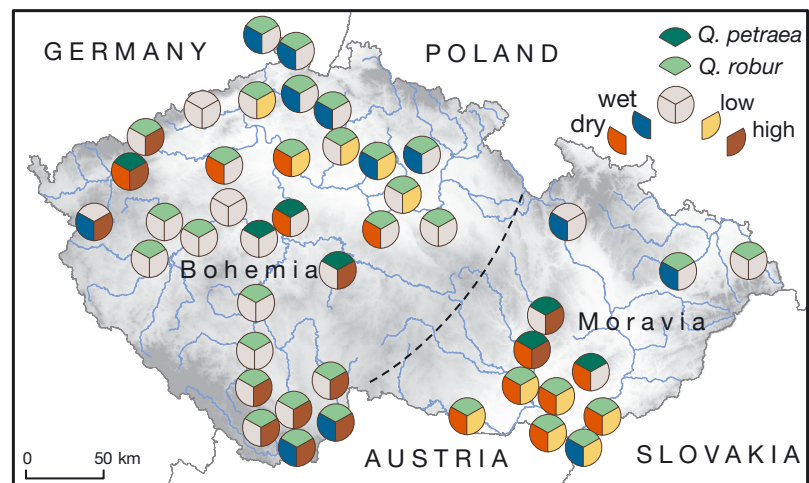 GERMANY
POLAND
Q. petraea
Q. robur
wet
low
dry
high
Bohemia
Moravia
AUSTRIA
SLOVAKIA
0 50 km